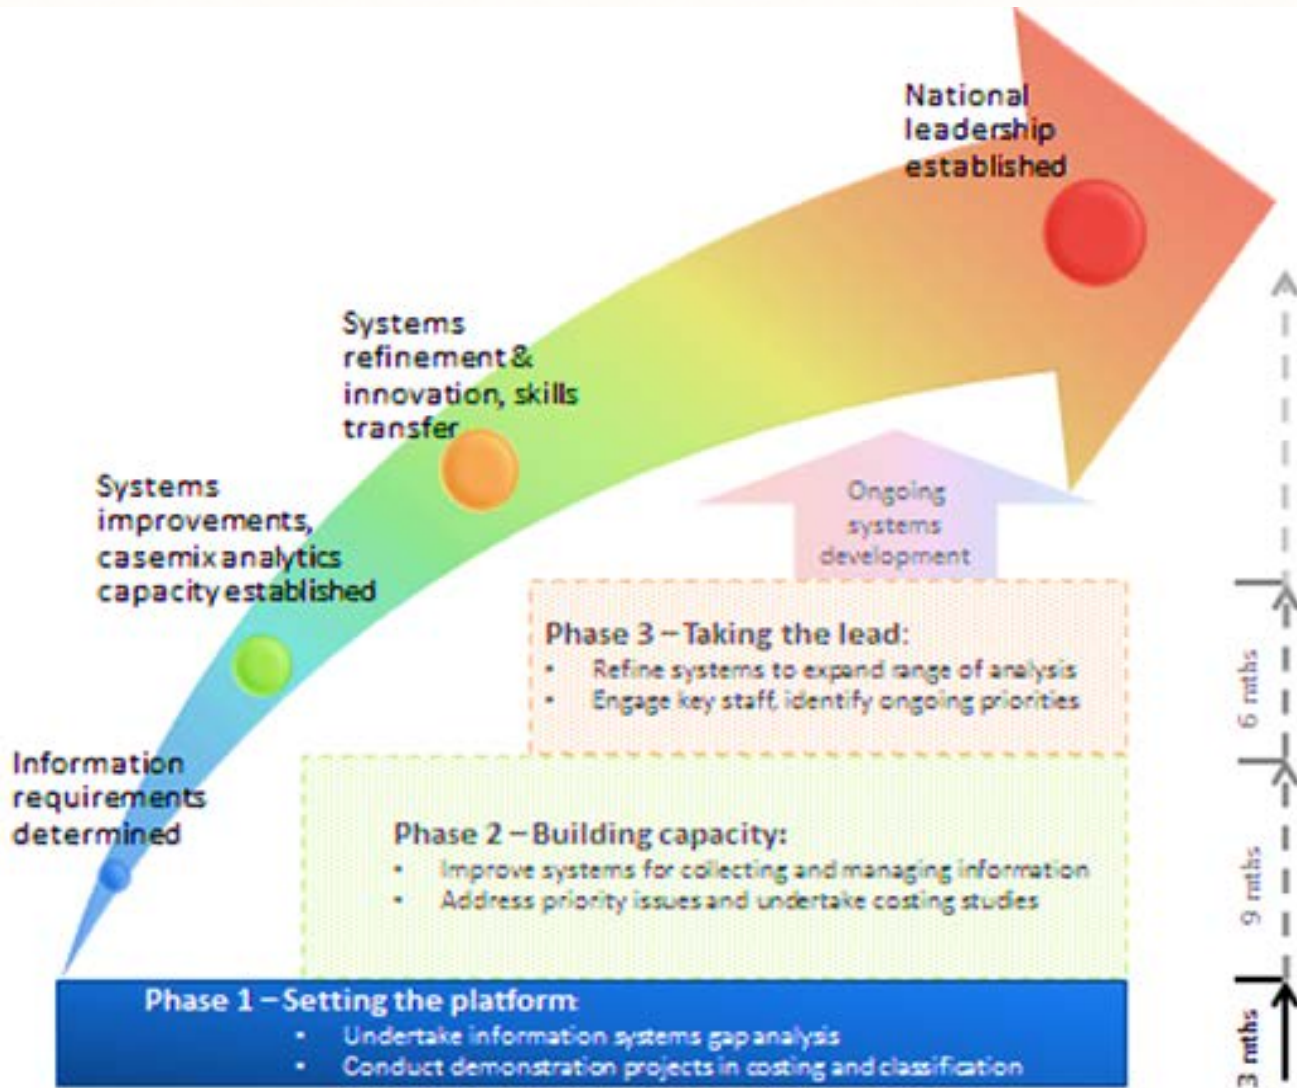 National
leadership
established
Systems
refinement &
innovation, skills
transfer
Systems
improvements,
casemix analytics
capacity established
Information
requirements
determined
Ongoing
systems
development
Phase 3 – Taking the lead:
• Refine systems to expand range of analysis
• Engage key staff, identify ongoing priorities
6 mths
Phase 2 – Building capacity:
• Improve systems for collecting and managing information
• Address priority issues and undertake costing studies
9 mths
Phase 1 – Setting the platform:
• Undertake information systems gap analysis
• Conduct demonstration projects in costing and classification
3 mths